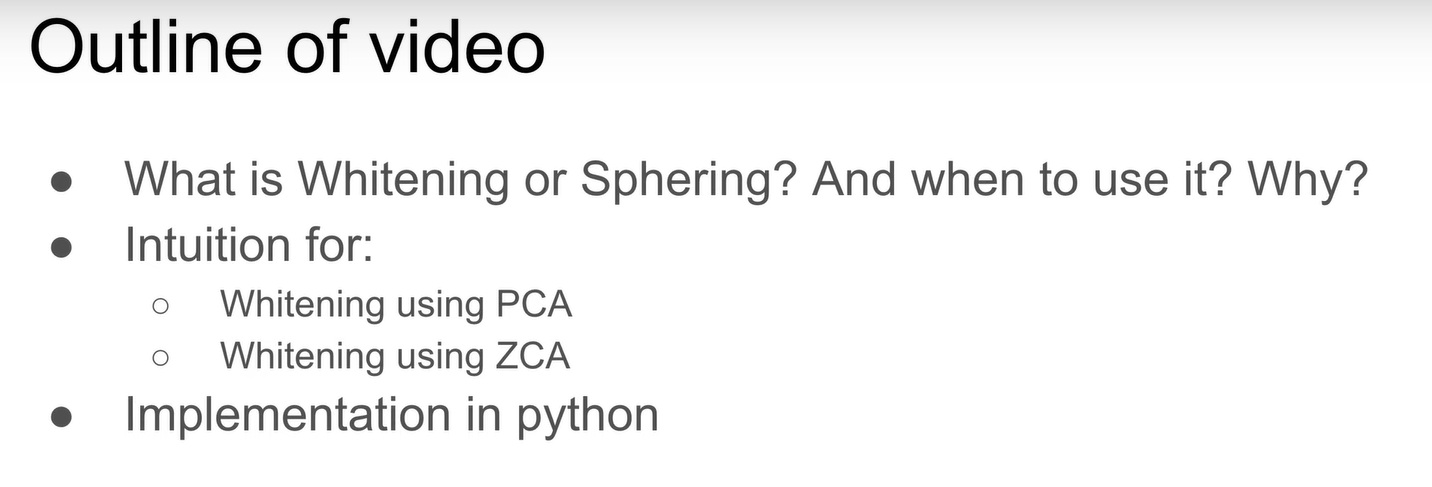 Outline of video
● What is Whitening or Sphering? And when to use it? Why?
● Intuition for:
○ Whitening using PCA
○ Whitening using ZCA
● Implementation in python